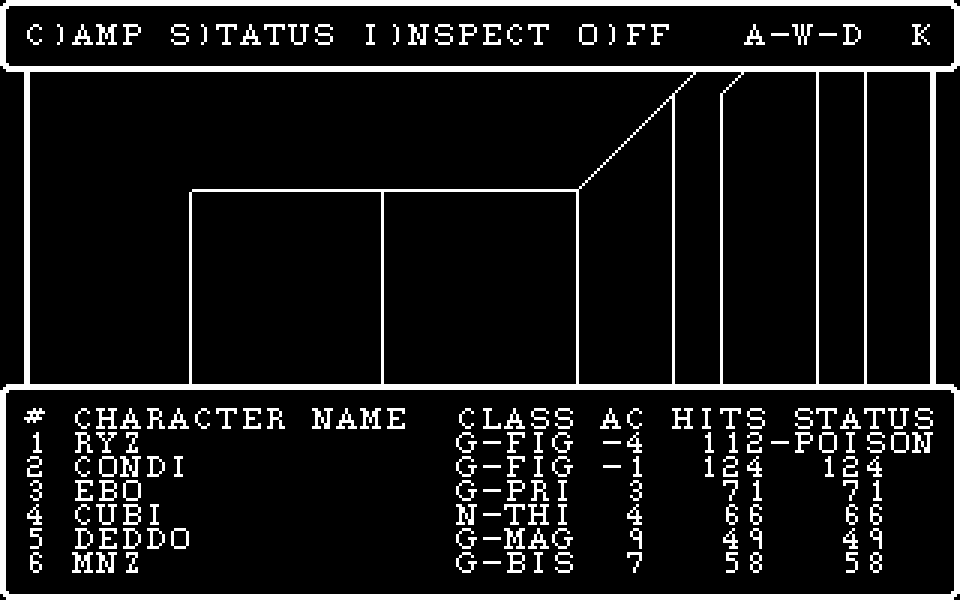 C)AMP S)TATUS I)NSPECT O)FF A-W-D K
# CHARACTER NAME CLASS AC HITS STATUS
1 RYZ G-FIG -4 112-POISON
2 CONDI G-FIG -1 124 124
3 EBO G-PRI 3 71 71
4 CUBI N-THI 4 66 66
5 DEDDO G-MAG 9 49 49
6 MNZ G-BIS 7 58 58